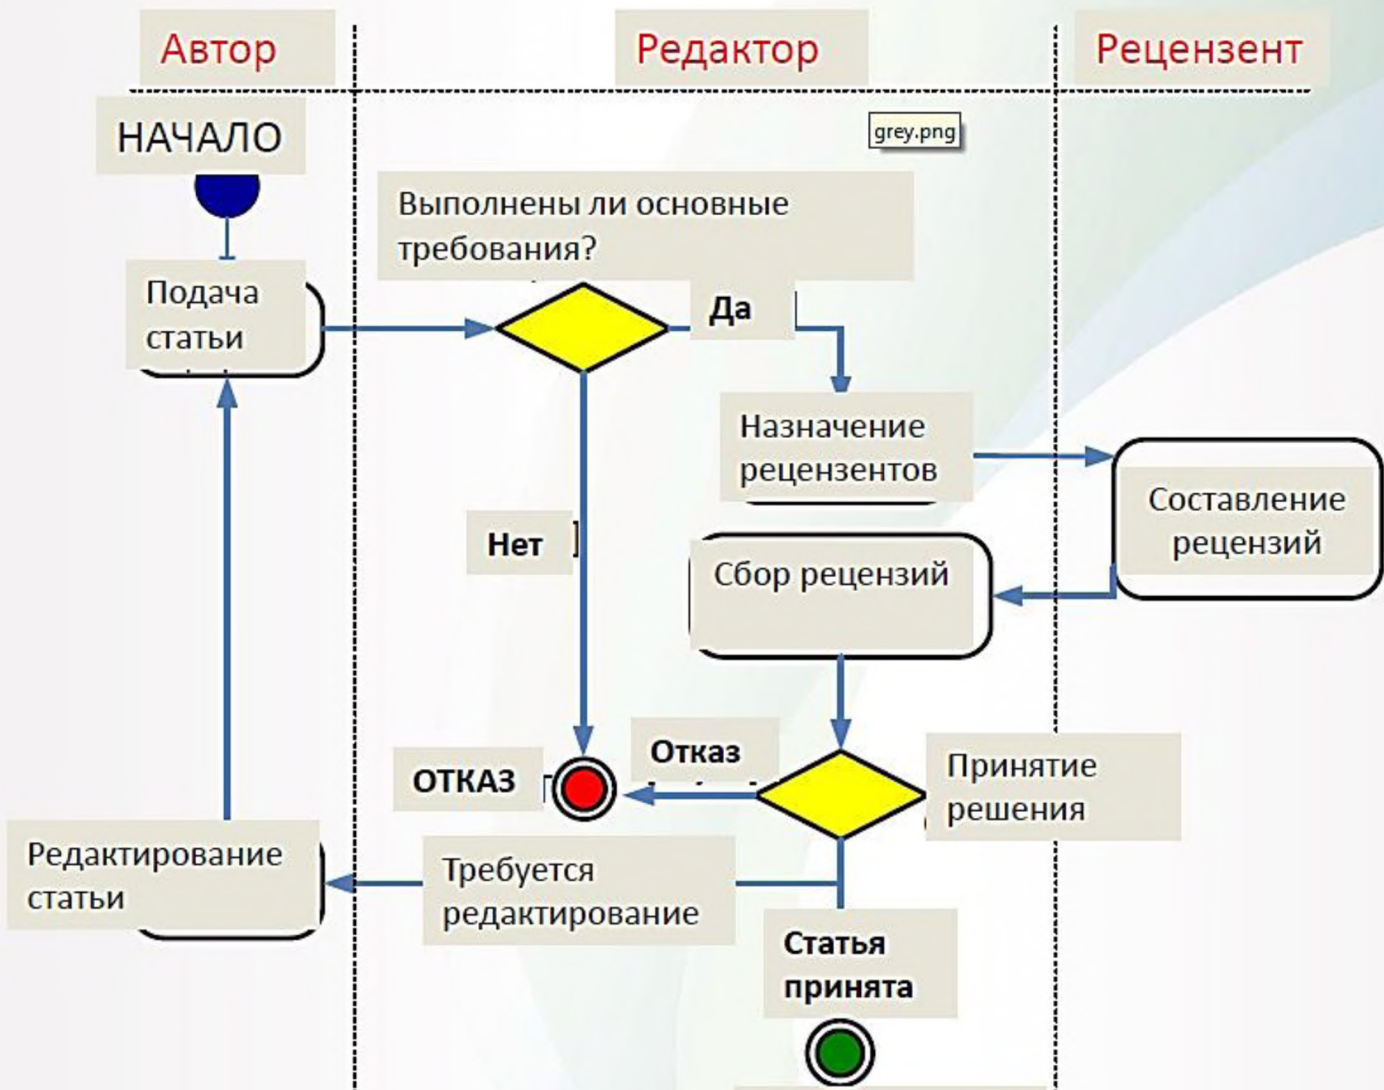 Автор
Редактор
Рецензент
НАЧАЛО
grey.png
Выполнены ли основные
требования?
Подача
статьи
Да
Назначение
рецензентов
Составление
рецензий
Нет
Сбор рецензий
Отказ
ОТКАЗ
Принятие
решения
Редактирование
статьи
Требуется
редактирование
Статья
принята